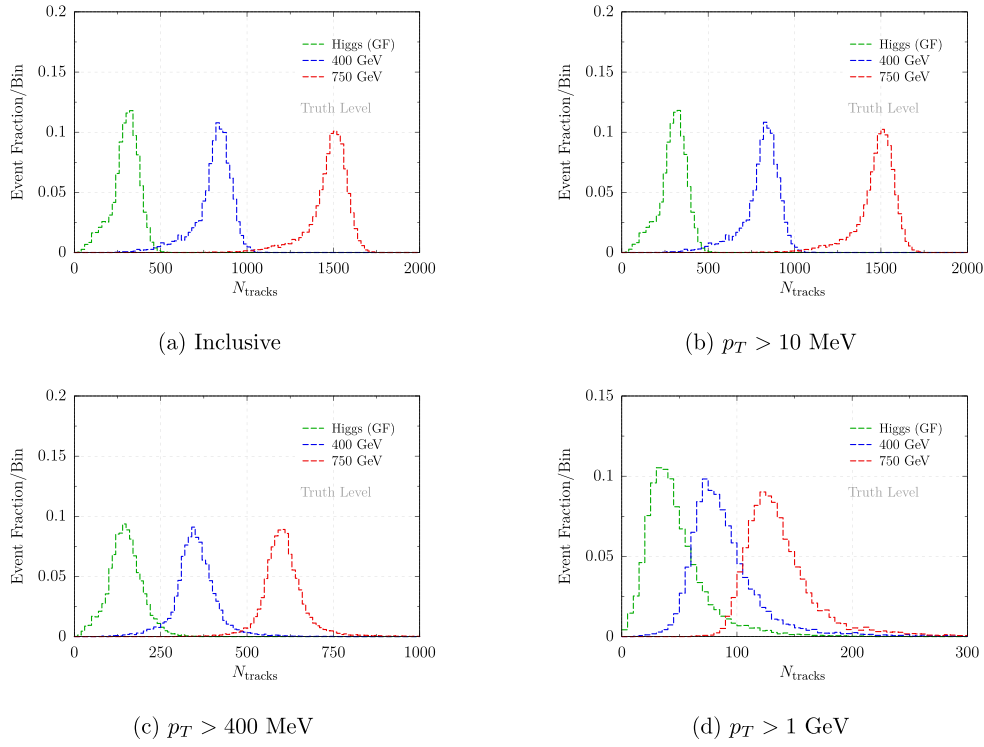 0.2
0.15
0.1
0.05
0
Event Fraction/Bin
Higgs (GF)
400 GeV
750 GeV
Truth Level
0 500 1000 1500 2000
N_tracks
(a) Inclusive
0.2
0.15
0.1
0.05
0
Event Fraction/Bin
Higgs (GF)
400 GeV
750 GeV
Truth Level
0 500 1000 1500 2000
N_tracks
(b) p_T > 10 MeV
0.2
0.15
0.1
0.05
0
Event Fraction/Bin
Higgs (GF)
400 GeV
750 GeV
Truth Level
0 250 500 750 1000
N_tracks
(c) p_T > 400 MeV
0.15
0.1
0.05
0
Event Fraction/Bin
Higgs (GF)
400 GeV
750 GeV
Truth Level
0 100 200 300
N_tracks
(d) p_T > 1 GeV